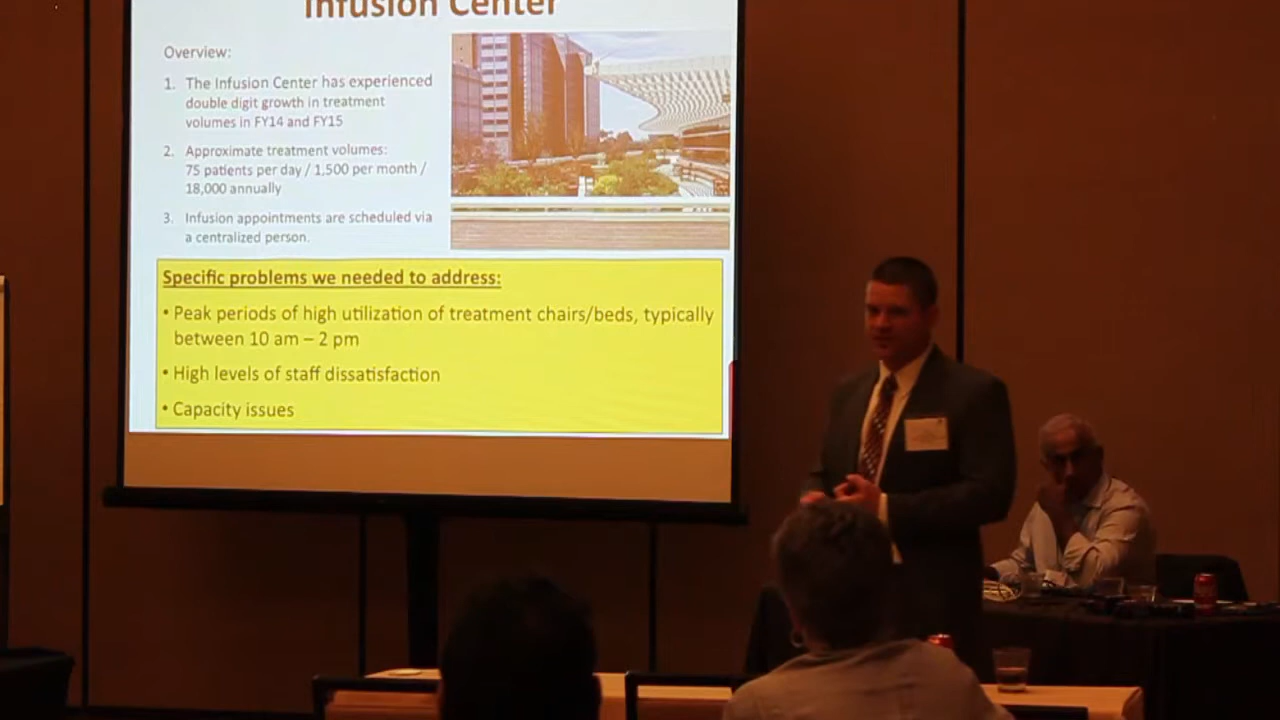 Infusion Center
Overview:
1. The Infusion Center has experienced
double digit growth in treatment
volumes in FY14 and FY15
2. Approximate treatment volumes:
75 patients per day / 1,500 per month /
18,000 annually
3. Infusion appointments are scheduled via
a centralized person.
Specific problems we needed to address:
• Peak periods of high utilization of treatment chairs/beds, typically
between 10 am – 2 pm
• High levels of staff dissatisfaction
• Capacity issues